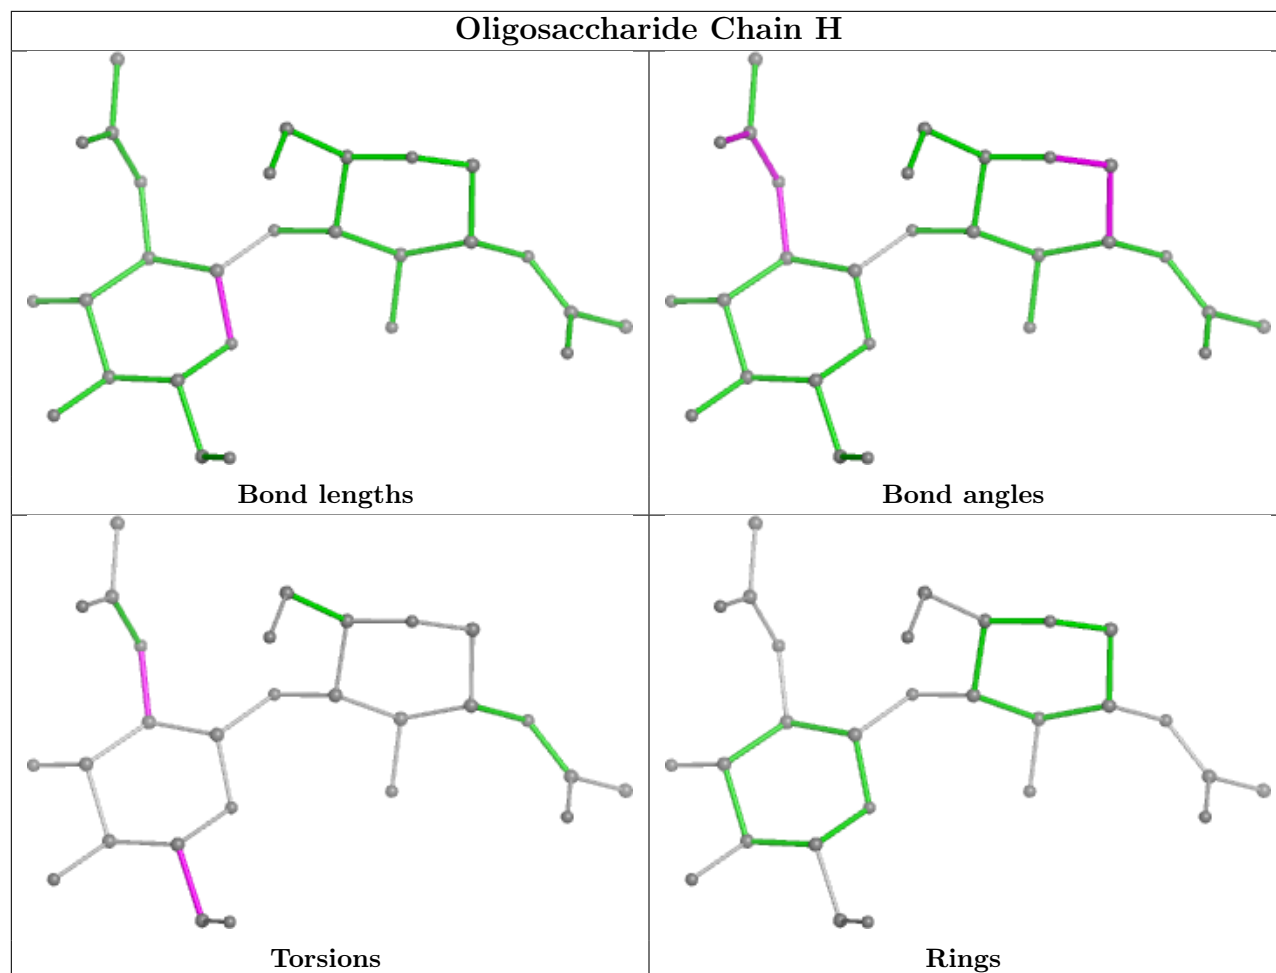 Oligosaccharide Chain H
Bond lengths
Bond angles
Torsions
Rings